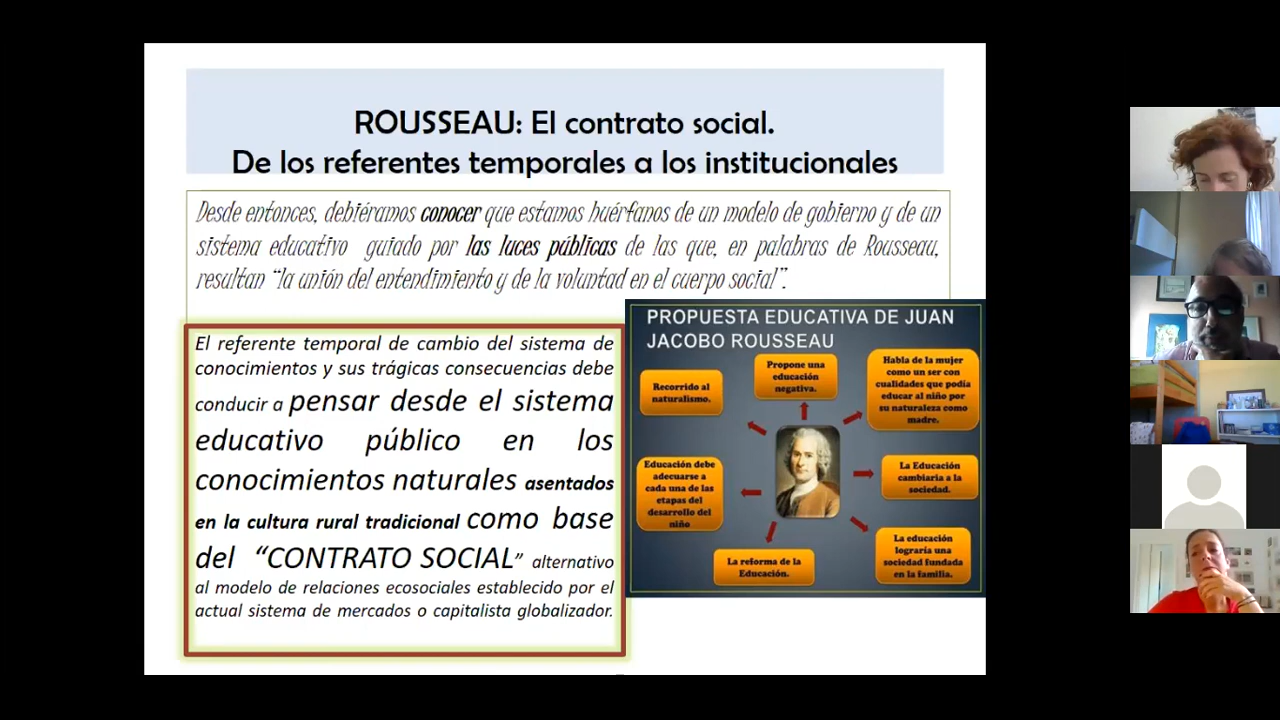 ROUSSEAU: El contrato social.
De los referentes temporales a los institucionales
Desde entonces, debiéramos conocer que estamos huérfanos de un modelo de gobierno y de un
sistema educativo guiado por las luces públicas de las que, en palabras de Rousseau,
resultan “la unión del entendimiento y de la voluntad en el cuerpo social”.
El referente temporal de cambio del sistema de
conocimientos y sus trágicas consecuencias debe
conducir a pensar desde el sistema
educativo público en los
conocimientos naturales asentados
en la cultura rural tradicional como base
del “CONTRATO SOCIAL” alternativo
al modelo de relaciones ecosociales establecido por el
actual sistema de mercados o capitalista globalizador.
PROPUESTA EDUCATIVA DE JUAN
JACOBO ROUSSEAU
Recorrido al
naturalismo.
Propone una
educación
negativa.
Habla de la mujer
como un ser con
cualidades que podía
educar al niño por
su naturaleza como
madre.
Educación debe
adecuarse a
cada una de las
etapas del
desarrollo del
niño
La Educación
cambiaria a la
sociedad.
La reforma de la
Educación.
La educación
lograría una
sociedad fundada
en la familia.